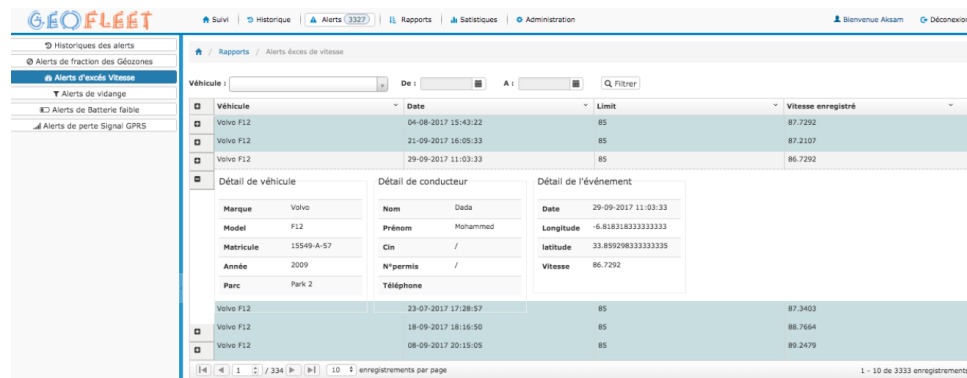 GEOFLEET
Suivi Historique Alerts 3327 Rapports Satistiques Administration Bienvenue Aksam Déconexion
Historiques des alerts
Alerts de fraction des Géozones
Alerts d'excés Vitesse
Alerts de vidange
Alerts de Batterie faible
Alerts de perte Signal GPRS
/ Rapports / Alerts éxces de vitesse
Véhicule : De : A : Filtrer
Véhicule Date Limit Vitesse enregistré
Volvo F12 04-08-2017 15:43:22 85 87.7292
Volvo F12 21-09-2017 16:05:33 85 87.2107
Volvo F12 29-09-2017 11:03:33 85 86.7292
Détail de véhicule
Marque Volvo
Model F12
Matricule 15549-A-57
Année 2009
Parc Park 2
Détail de conducteur
Nom Dada
Prénom Mohammed
Cin /
N°permis /
Téléphone
Détail de l'événement
Date 29-09-2017 11:03:33
Longitude -6.818318333333333
latitude 33.859298333333335
Vitesse 86.7292
Volvo F12 23-07-2017 17:28:57 85 87.3403
Volvo F12 18-09-2017 18:16:50 85 88.7664
Volvo F12 08-09-2017 20:15:05 85 89.2479
1 / 334 10 enregistrements par page 1 - 10 de 3333 enregistrements